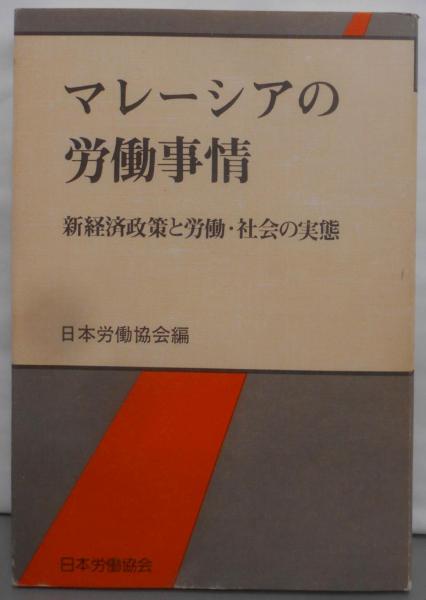 マレーシアの
労働事情
新経済政策と労働・社会の実態
日本労働協会編
日本労働協会